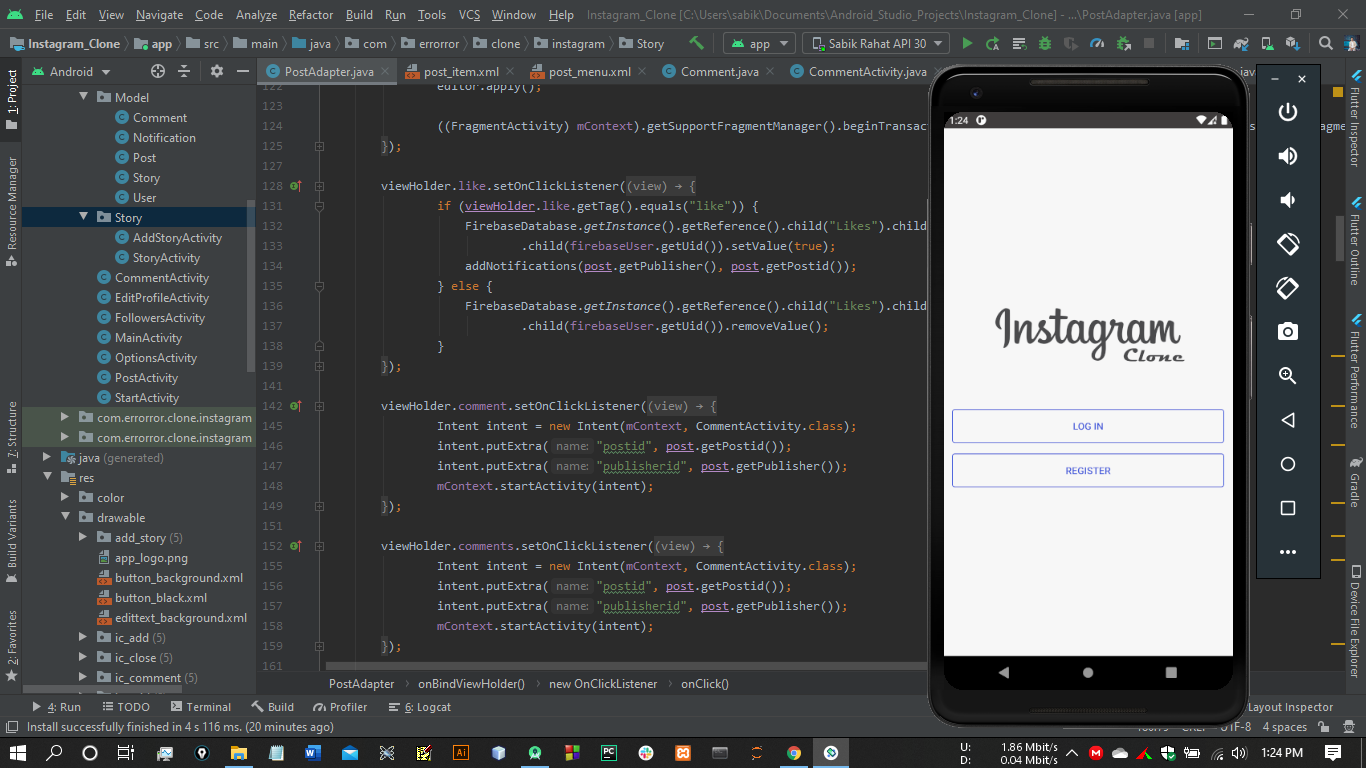 File Edit View Navigate Code Analyze Refactor Build Run Tools VCS Window Help Instagram_Clone [C:\Users\sabik\Documents\Android_Studio_Projects\Instagram_Clone] - ...\PostAdapter.java [app]
Instagram_Clone app src main java com errorror clone instagram Story app Sabik Rahat API 30
Android PostAdapter.java post_item.xml post_menu.xml Comment.java CommentActivity.java
1: Project
Resource Manager
7: Structure
Build Variants
2: Favorites
Model
Comment
Notification
Post
Story
User
Story
AddStoryActivity
StoryActivity
CommentActivity
EditProfileActivity
FollowersActivity
MainActivity
OptionsActivity
PostActivity
StartActivity
com.errorror.clone.instagram
com.errorror.clone.instagram
java (generated)
res
color
drawable
add_story (5)
app_logo.png
button_background.xml
button_black.xml
edittext_background.xml
ic_add (5)
ic_close (5)
ic_comment (5)
122 editor.apply();
123
124 ((FragmentActivity) mContext).getSupportFragmentManager().beginTransac
125 });
127
128 viewHolder.like.setOnClickListener((view) → {
131 if (viewHolder.like.getTag().equals("like")) {
132 FirebaseDatabase.getInstance().getReference().child("Likes").child
133 .child(firebaseUser.getUid()).setValue(true);
134 addNotifications(post.getPublisher(), post.getPostid());
135 } else {
136 FirebaseDatabase.getInstance().getReference().child("Likes").child
137 .child(firebaseUser.getUid()).removeValue();
138 }
139 });
141
142 viewHolder.comment.setOnClickListener((view) → {
145 Intent intent = new Intent(mContext, CommentActivity.class);
146 intent.putExtra( name: "postid", post.getPostid());
147 intent.putExtra( name: "publisherid", post.getPublisher());
148 mContext.startActivity(intent);
149 });
151
152 viewHolder.comments.setOnClickListener((view) → {
155 Intent intent = new Intent(mContext, CommentActivity.class);
156 intent.putExtra( name: "postid", post.getPostid());
157 intent.putExtra( name: "publisherid", post.getPublisher());
158 mContext.startActivity(intent);
159 });
161
PostAdapter › onBindViewHolder() › new OnClickListener › onClick()
1:24
Instagram
Clone
LOG IN
REGISTER
Flutter Inspector
Flutter Outline
Flutter Performance
Gradle
Device File Explorer
4: Run TODO Terminal Build Profiler 6: Logcat Layout Inspector
Install successfully finished in 4 s 116 ms. (20 minutes ago) UTF-8 4 spaces
U: 1.86 Mbit/s
D: 0.04 Mbit/s
1:24 PM